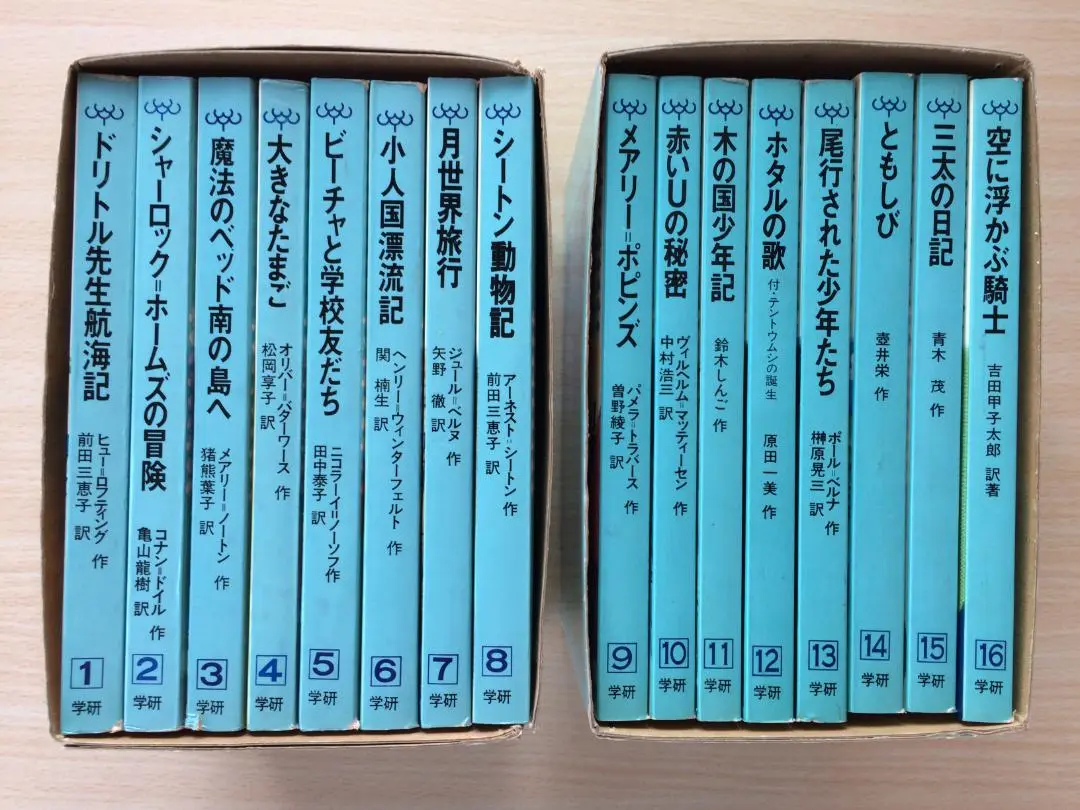 ドリトル先生航海記
ヒュー=ロフティング 作
前田三恵子 訳
1
学研
シャーロック=ホームズの冒険
コナン=ドイル 作
亀山龍樹 訳
2
学研
魔法のベッド南の島へ
メアリー=ノートン 作
猪熊葉子 訳
3
学研
大きなたまご
オリバー=バターワース 作
松岡享子 訳
4
学研
ビーチャと学校友だち
ニコラーイ=ノーソフ 作
田中泰子 訳
5
学研
小人国漂流記
ヘンリー=ウィンターフェルト 作
関楠生 訳
6
学研
月世界旅行
ジュール=ベルヌ 作
矢野徹 訳
7
学研
シートン動物記
アーネスト=シートン 作
前田三恵子 訳
8
学研
メアリー=ポピンズ
パメラ=トラバース 作
曽野綾子 訳
9
学研
赤いUの秘密
ヴィルヘルム=マッティーセン 作
中村浩三 訳
10
学研
木の国少年記
鈴木しんご 作
11
学研
ホタルの歌
付・テントウムシの誕生
原田一美 作
12
学研
尾行された少年たち
ポール=ベルナ 作
榊原晃三 訳
13
学研
ともしび
壺井栄 作
14
学研
三太の日記
青木茂 作
15
学研
空に浮かぶ騎士
吉田甲子太郎 訳著
16
学研